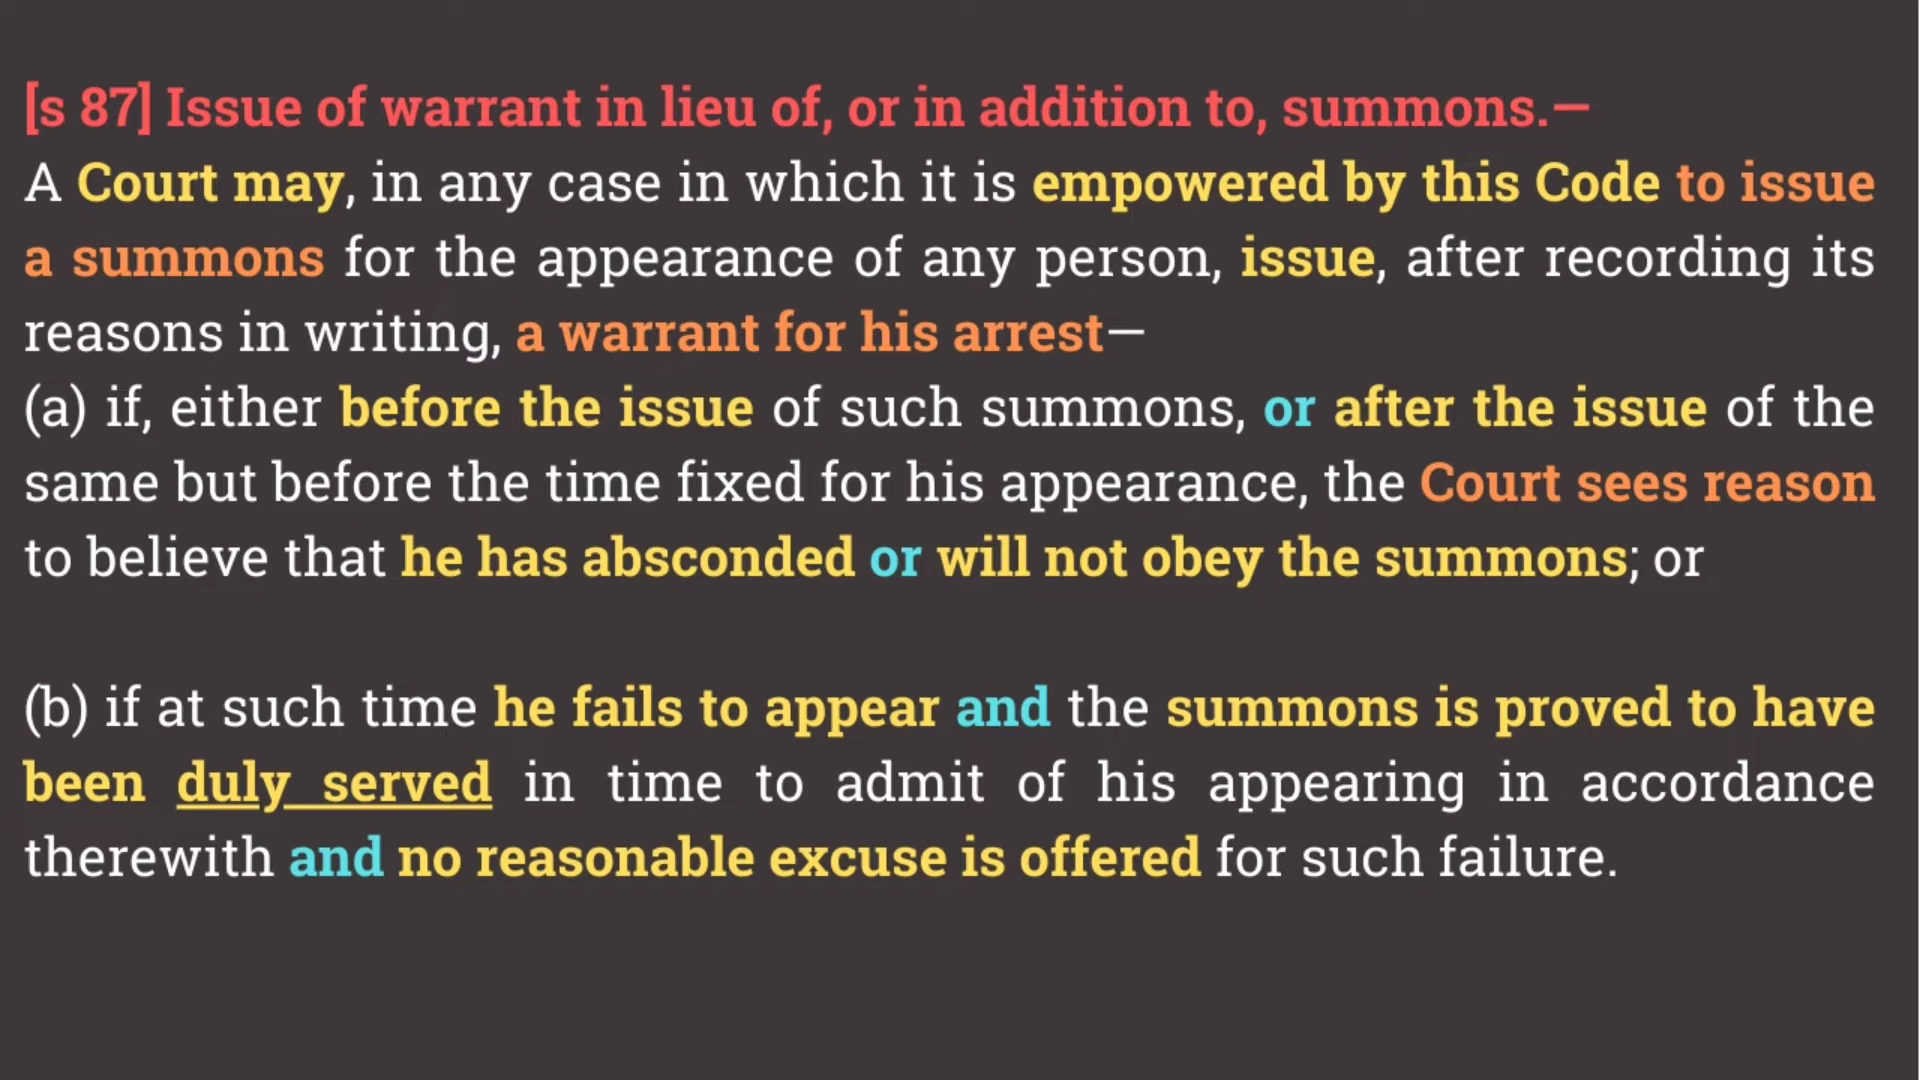 [s 87] Issue of warrant in lieu of, or in addition to, summons.—
A Court may, in any case in which it is empowered by this Code to issue
a summons for the appearance of any person, issue, after recording its
reasons in writing, a warrant for his arrest—
(a) if, either before the issue of such summons, or after the issue of the
same but before the time fixed for his appearance, the Court sees reason
to believe that he has absconded or will not obey the summons; or
(b) if at such time he fails to appear and the summons is proved to have
been duly served in time to admit of his appearing in accordance
therewith and no reasonable excuse is offered for such failure.